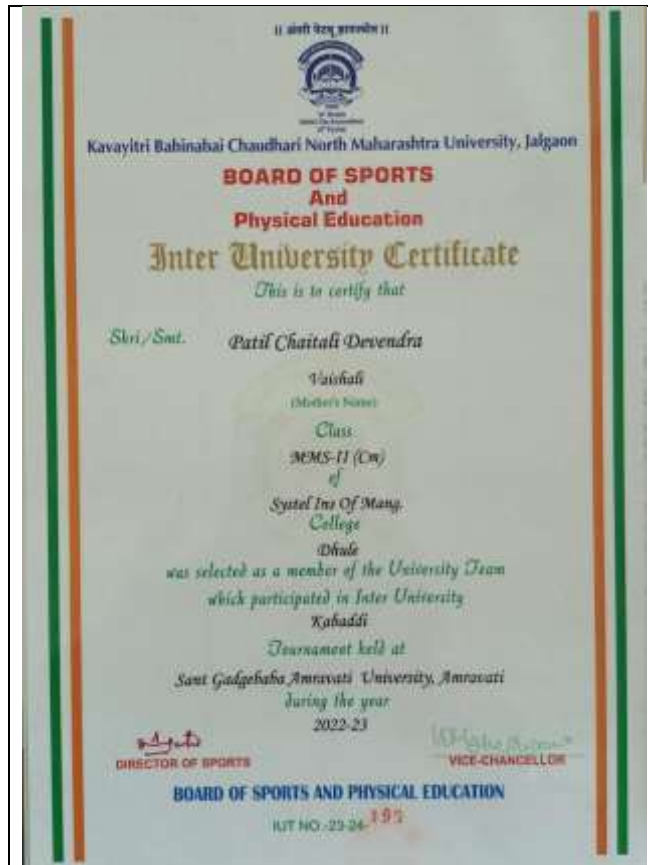 Kavayitri Bahinabai Chaudhari North Maharashtra University, Jalgaon
BOARD OF SPORTS
And
Physical Education
Inter University Certificate
This is to certify that
Shri/Smt. Patil Chaitali Devendra
Vaishali
(Mother's Name)
Class
MMS-II (Cm)
of
Systel Ins Of Mang.
College
Dhule
was selected as a member of the University Team
which participated in Inter University
Kabaddi
Tournament held at
Sant Gadgebaba Amravati University, Amravati
during the year
2022-23
DIRECTOR OF SPORTS
VICE-CHANCELLOR
BOARD OF SPORTS AND PHYSICAL EDUCATION
IUT NO.-23-24-